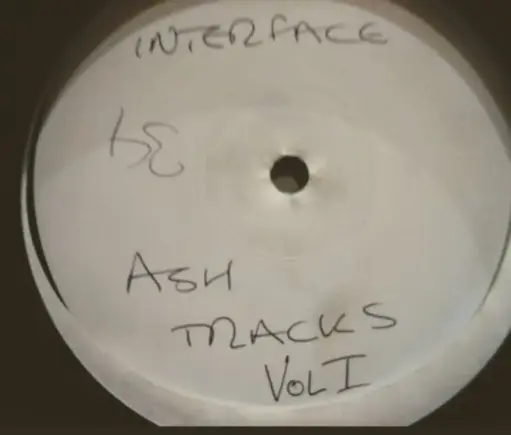 INTERFACE
ASH
TRACKS
VOL I